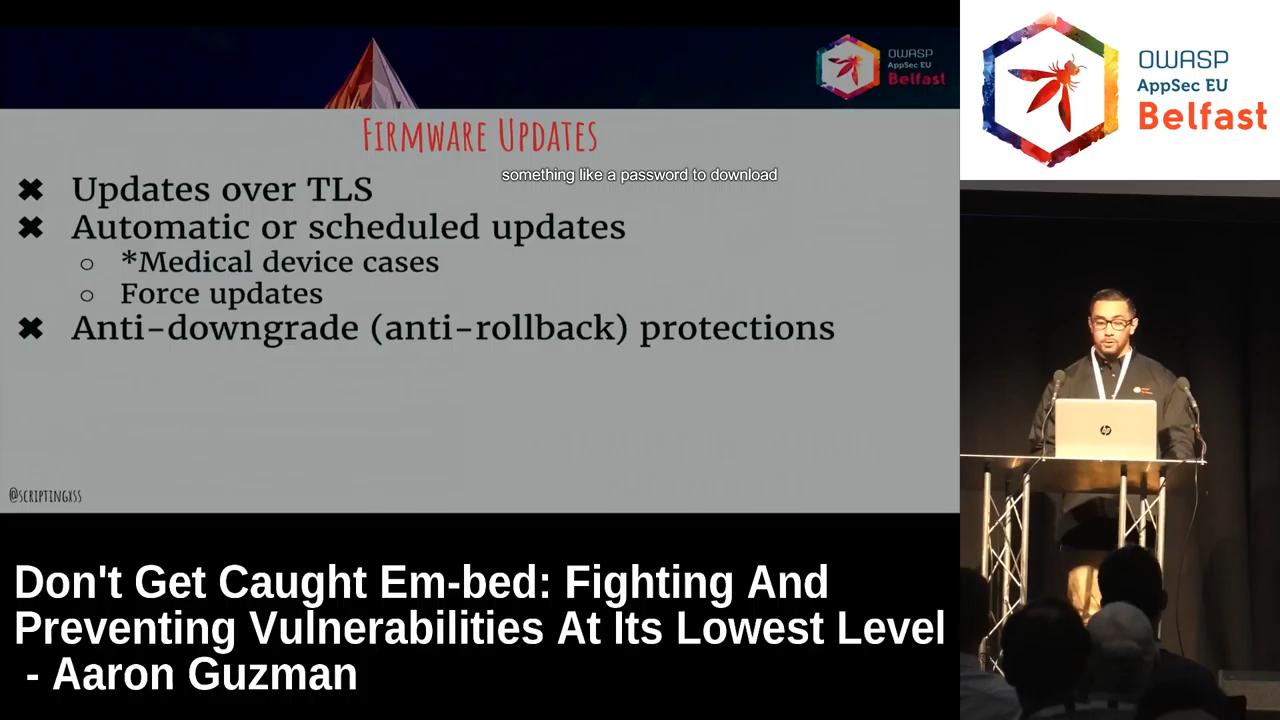 OWASP
AppSec EU
Belfast
OWASP
AppSec EU
Belfast
Firmware Updates
something like a password to download
✖ Updates over TLS
✖ Automatic or scheduled updates
○ *Medical device cases
○ Force updates
✖ Anti-downgrade (anti-rollback) protections
@scriptingxss
hp
Don't Get Caught Em-bed: Fighting And
Preventing Vulnerabilities At Its Lowest Level
- Aaron Guzman